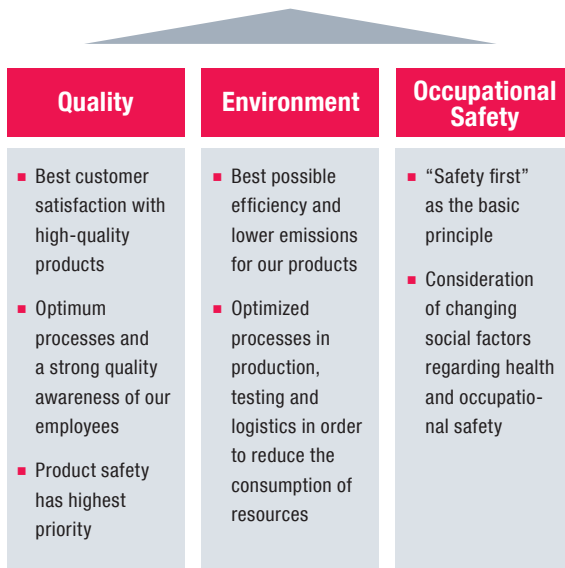 Quality
■ Best customer
satisfaction with
high-quality
products
■ Optimum
processes and
a strong quality
awareness of our
employees
■ Product safety
has highest
priority
Environment
■ Best possible
efficiency and
lower emissions
for our products
■ Optimized
processes in
production,
testing and
logistics in order
to reduce the
consumption of
resources
Occupational
Safety
■ “Safety first”
as the basic
principle
■ Consideration
of changing
social factors
regarding health
and occupatio-
nal safety